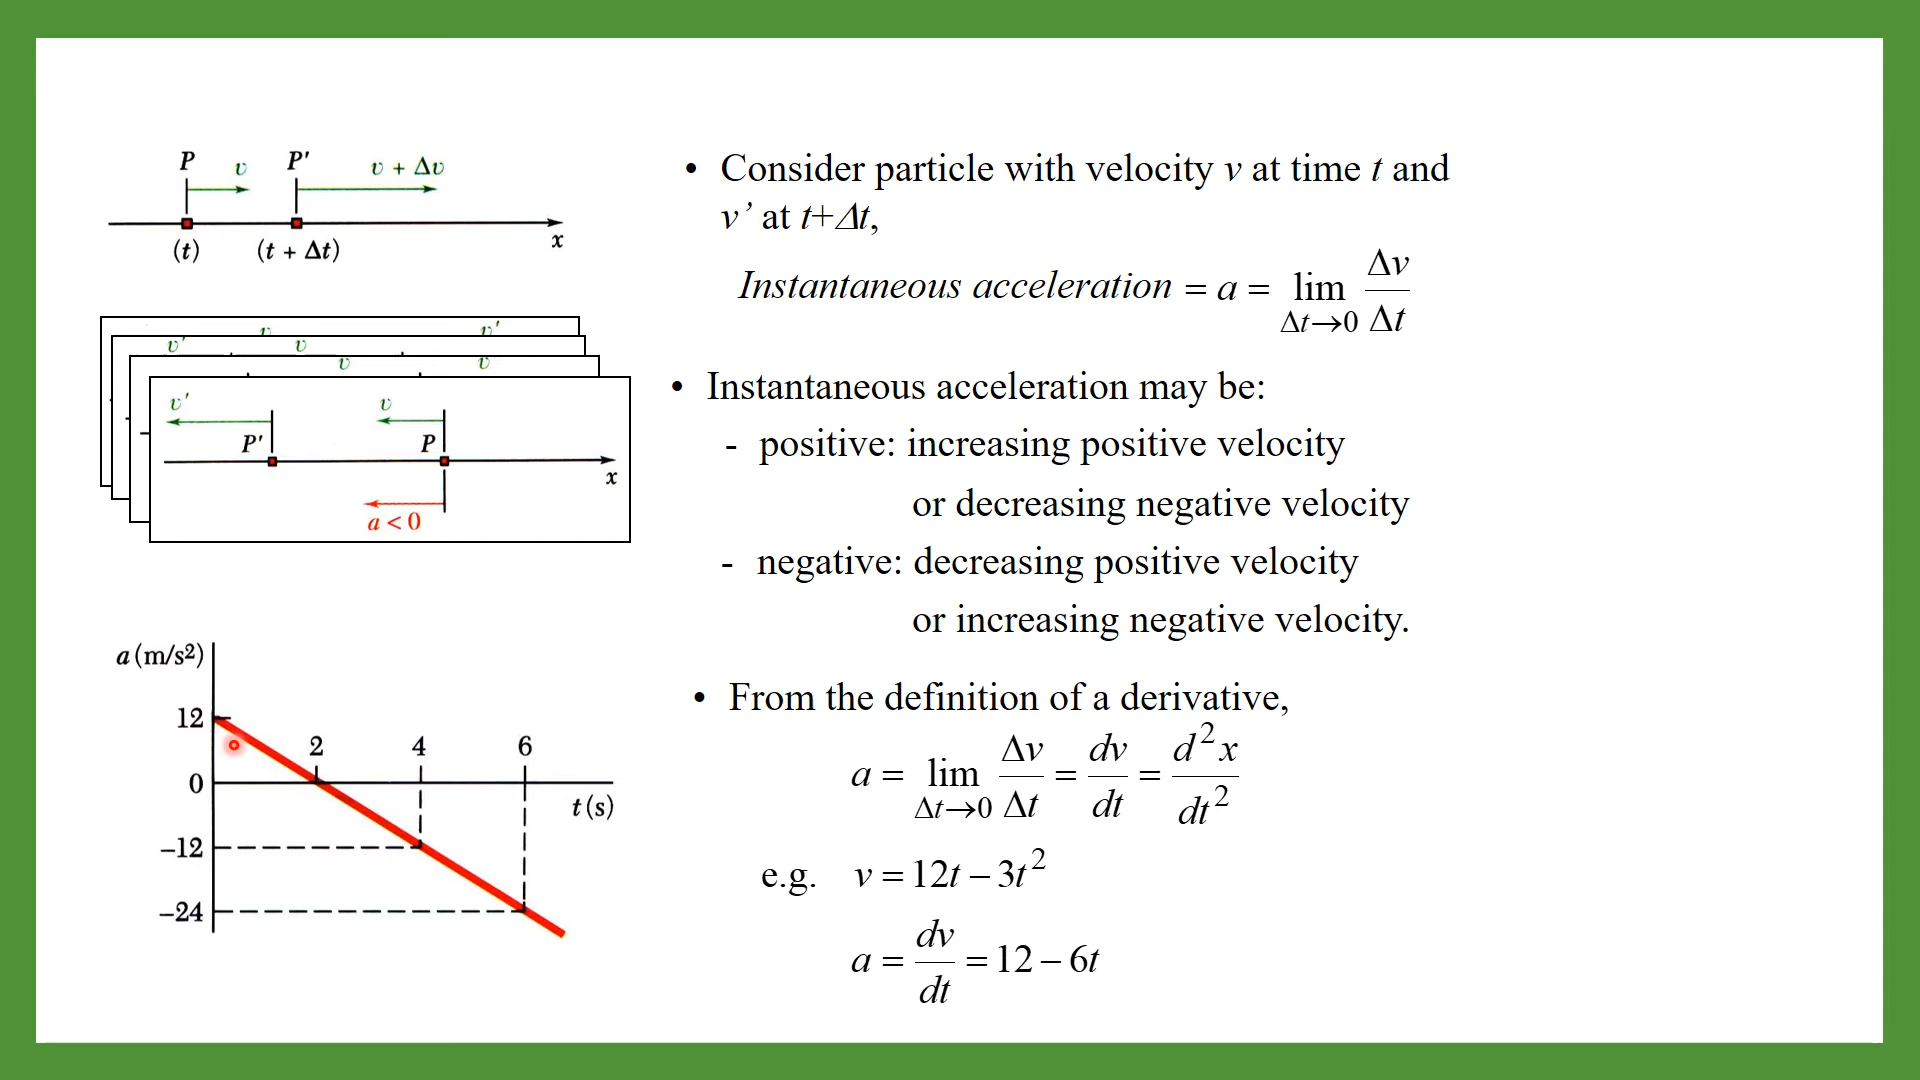 P v P' v + Δv
(t) (t + Δt) x
v v'
v' v
v v
v' v
P' P
x
a < 0
a (m/s²)
12
2 4 6
0
t (s)
−12
−24
• Consider particle with velocity v at time t and
v’ at t+Δt,
Instantaneous acceleration = a = lim Δt→0 Δv/Δt
• Instantaneous acceleration may be:
- positive: increasing positive velocity
or decreasing negative velocity
- negative: decreasing positive velocity
or increasing negative velocity.
• From the definition of a derivative,
a = lim Δt→0 Δv/Δt = dv/dt = d²x/dt²
e.g. v = 12t − 3t²
a = dv/dt = 12 − 6t